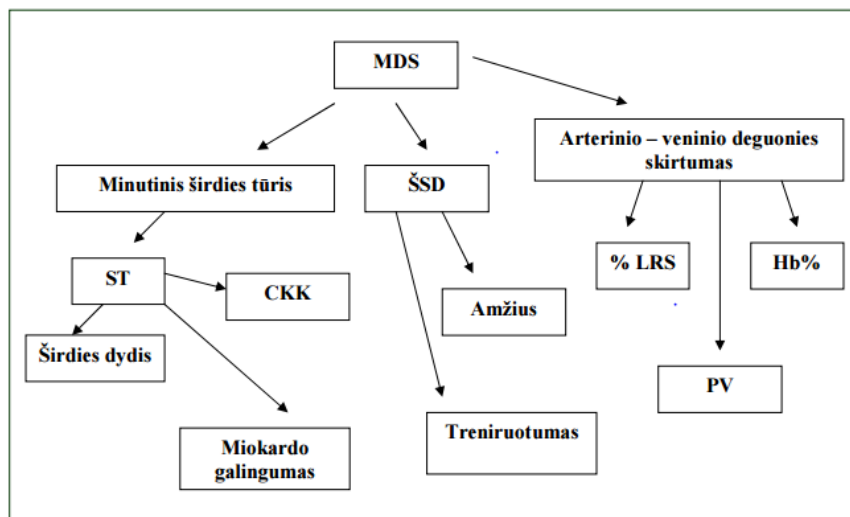 MDS
Arterinio – veninio deguonies
skirtumas
Minutinis širdies tūris
ŠSD
% LRS
Hb%
ST
CKK
Amžius
Širdies dydis
PV
Treniruotumas
Miokardo
galingumas